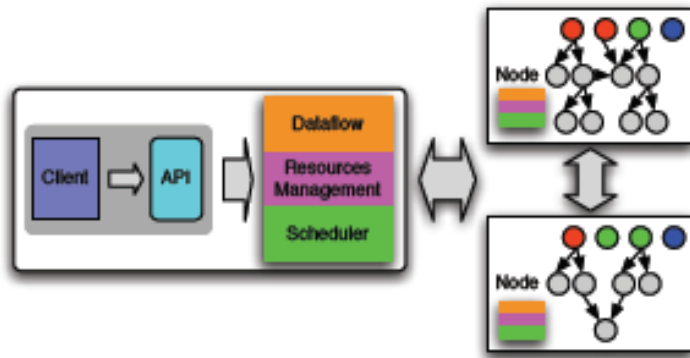 Client
API
Dataflow
Resources
Management
Scheduler
Node
Node